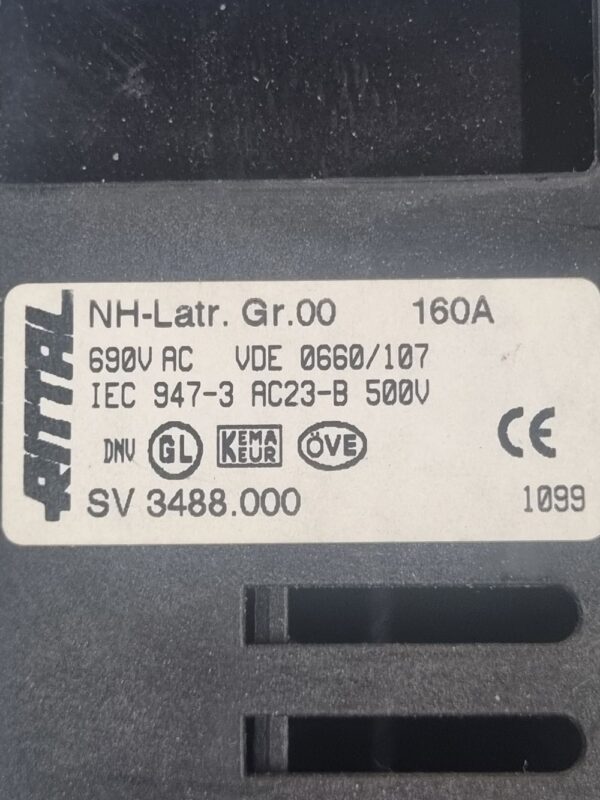 RITTAL
NH-Latr. Gr.00 160A
690V AC VDE 0660/107
IEC 947-3 AC23-B 500V
DNV GL KEMA KEUR ÖVE CE
SV 3488.000 1099